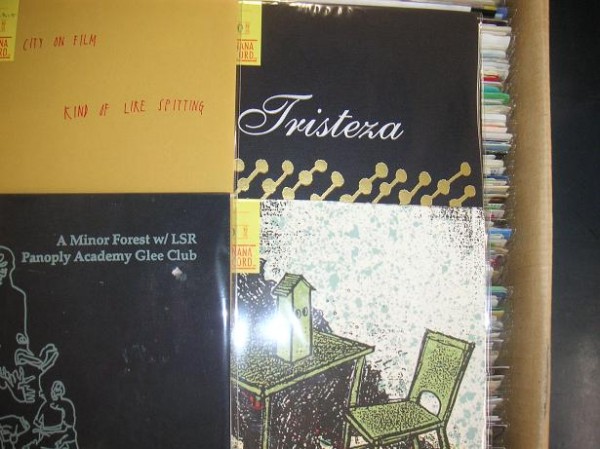 CITY ON FILM
KIND OF LIKE SPITTING
Tristeza
A Minor Forest w/ LSR
Panoply Academy Glee Club